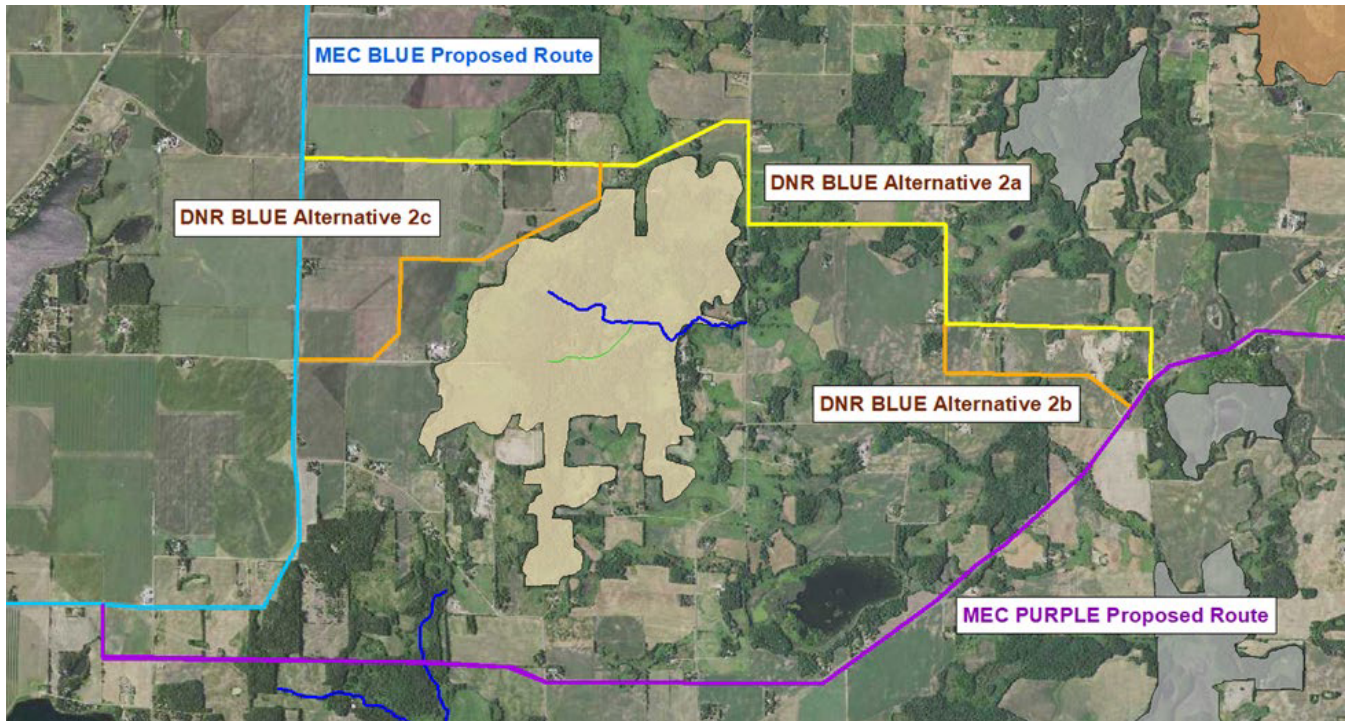 MEC BLUE Proposed Route
DNR BLUE Alternative 2a
DNR BLUE Alternative 2c
DNR BLUE Alternative 2b
MEC PURPLE Proposed Route